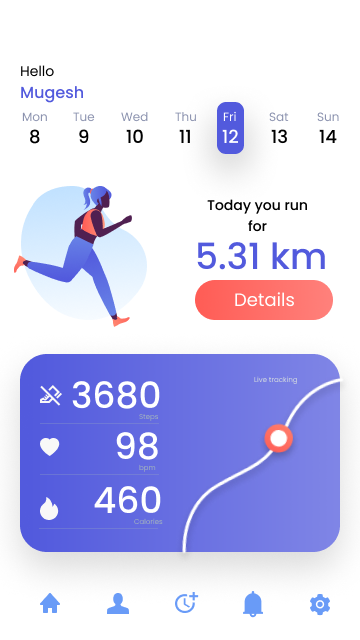 Hello
Mugesh
Mon Tue Wed Thu Fri Sat Sun
8 9 10 11 12 13 14
Today you run
for
5.31 km
Details
Live tracking
3680
Steps
98
bpm
460
Calories